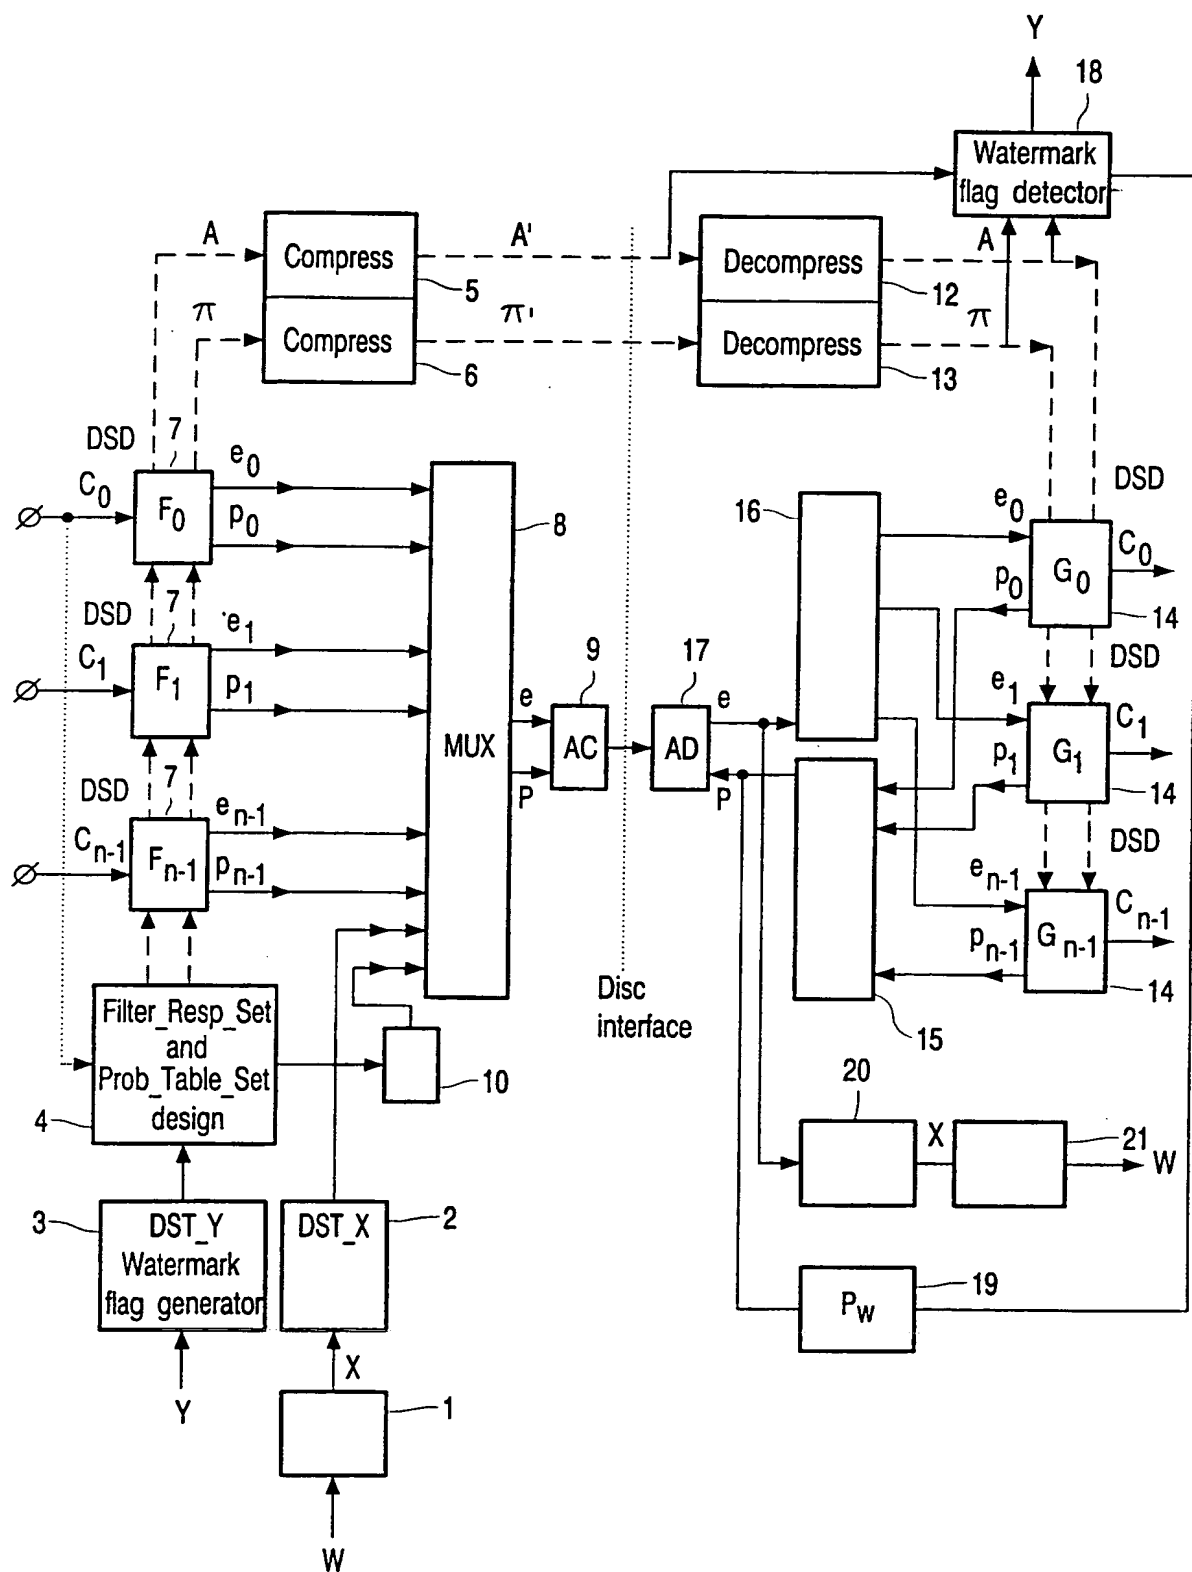 Y
18
Watermark
flag detector
A
Compress
5
A'
Decompress
12
A
π
Compress
6
π'
Decompress
13
π
DSD
7
C0
F0
e0
p0
8
16
e0
DSD
p0
G0
C0
14
DSD
7
C1
F1
e1
p1
9
17
e1
DSD
p1
G1
C1
14
MUX
e
AC
P
AD
e
P
DSD
7
Cn-1
Fn-1
en-1
pn-1
en-1
DSD
pn-1
Gn-1
Cn-1
14
Disc
interface
15
Filter_Resp_Set
and
Prob_Table_Set
design
4
10
20
X
21
W
3
DST_Y
Watermark
flag generator
DST_X
2
19
PW
Y
X
1
W